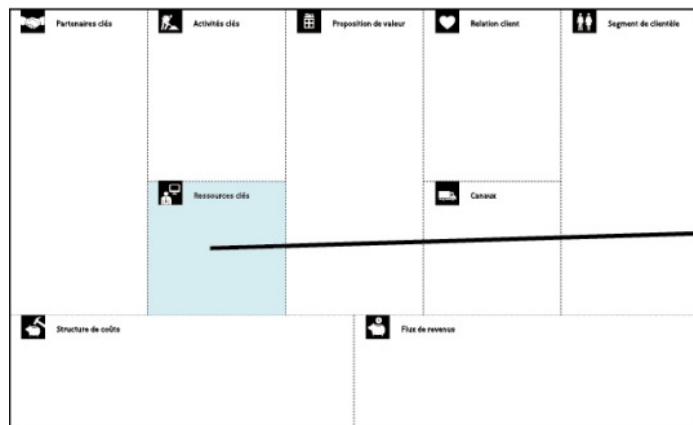 Partenaires clés
Activités clés
Proposition de valeur
Relation client
Segment de clientèle
Ressources clés
Canaux
Structure de coûts
Flux de revenus